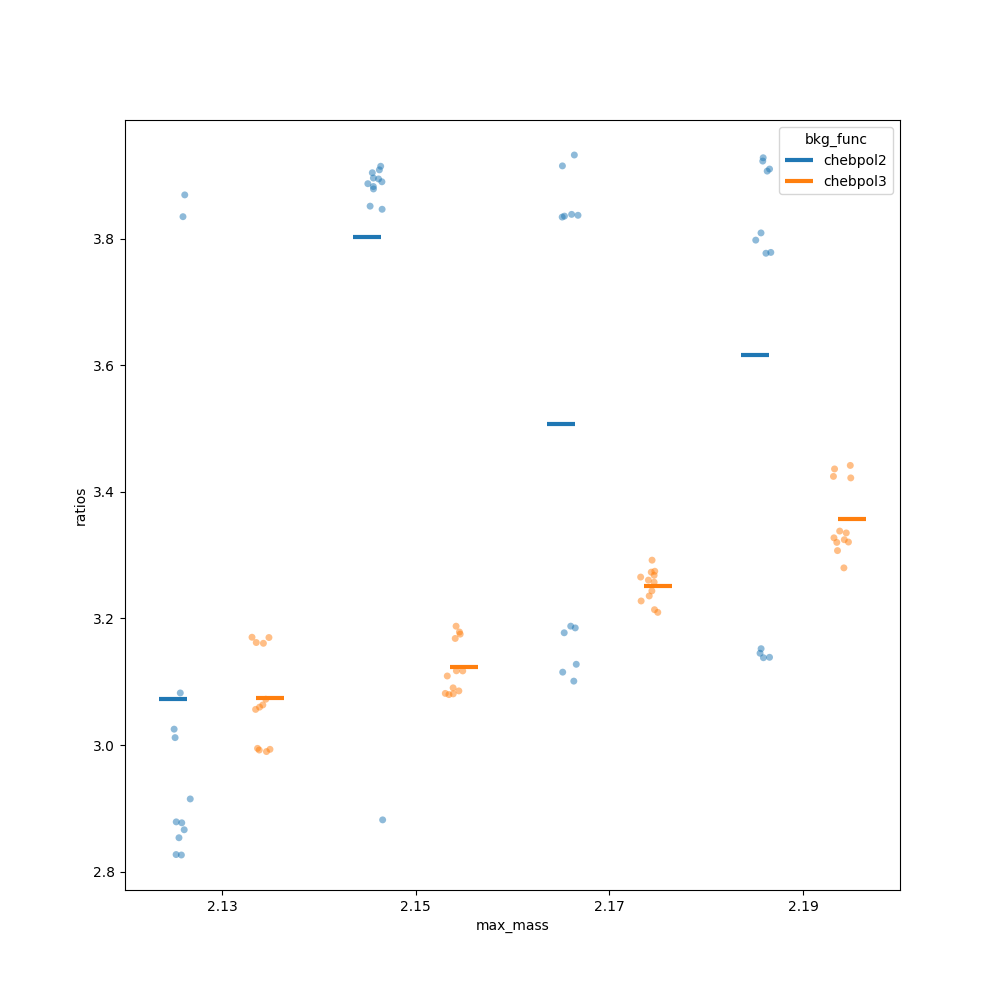 bkg_func
chebpol2
chebpol3
3.8
3.6
3.4
3.2
3.0
2.8
ratios
2.13
2.15
2.17
2.19
max_mass